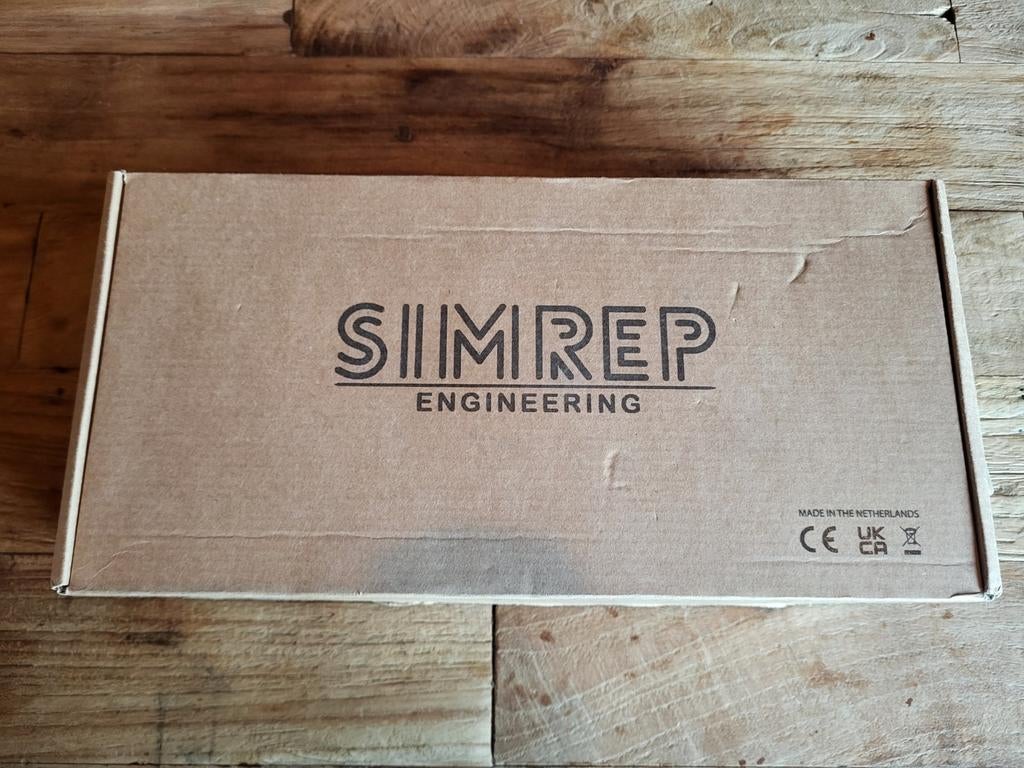 SIMREP
ENGINEERING
MADE IN THE NETHERLANDS
CE UK
CA